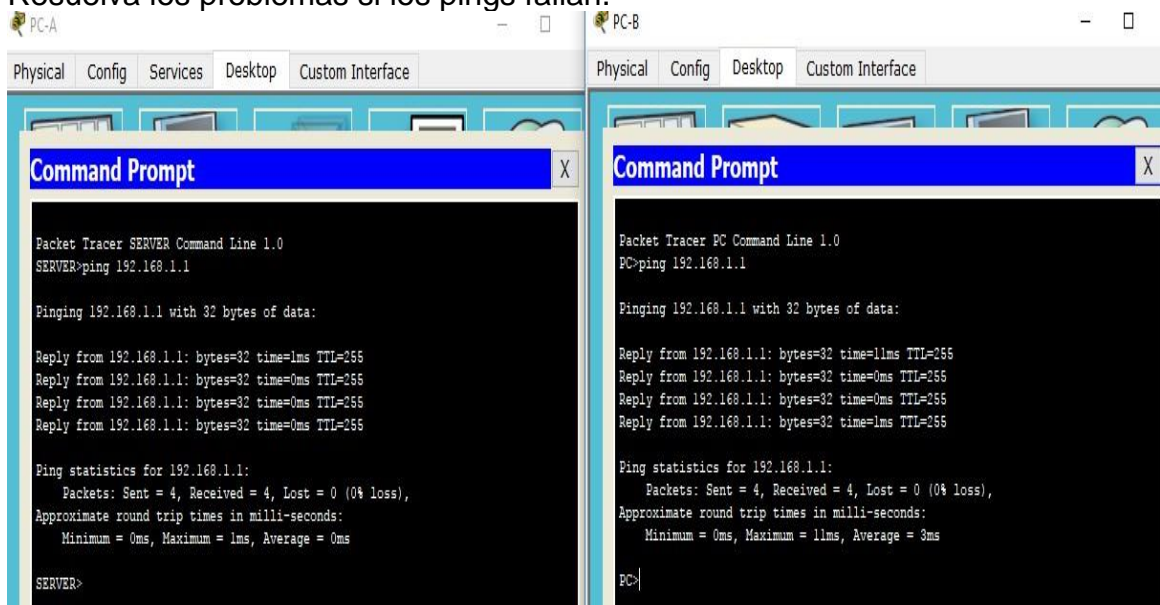 Resuelva los problemas si los pings fallan.
PC-A
Physical Config Services Desktop Custom Interface
Command Prompt X
Packet Tracer SERVER Command Line 1.0
SERVER>ping 192.168.1.1
Pinging 192.168.1.1 with 32 bytes of data:
Reply from 192.168.1.1: bytes=32 time=1ms TTL=255
Reply from 192.168.1.1: bytes=32 time=0ms TTL=255
Reply from 192.168.1.1: bytes=32 time=0ms TTL=255
Reply from 192.168.1.1: bytes=32 time=0ms TTL=255
Ping statistics for 192.168.1.1:
Packets: Sent = 4, Received = 4, Lost = 0 (0% loss),
Approximate round trip times in milli-seconds:
Minimum = 0ms, Maximum = 1ms, Average = 0ms
SERVER>
PC-B
Physical Config Desktop Custom Interface
Command Prompt X
Packet Tracer PC Command Line 1.0
PC>ping 192.168.1.1
Pinging 192.168.1.1 with 32 bytes of data:
Reply from 192.168.1.1: bytes=32 time=11ms TTL=255
Reply from 192.168.1.1: bytes=32 time=0ms TTL=255
Reply from 192.168.1.1: bytes=32 time=0ms TTL=255
Reply from 192.168.1.1: bytes=32 time=1ms TTL=255
Ping statistics for 192.168.1.1:
Packets: Sent = 4, Received = 4, Lost = 0 (0% loss),
Approximate round trip times in milli-seconds:
Minimum = 0ms, Maximum = 11ms, Average = 3ms
PC>